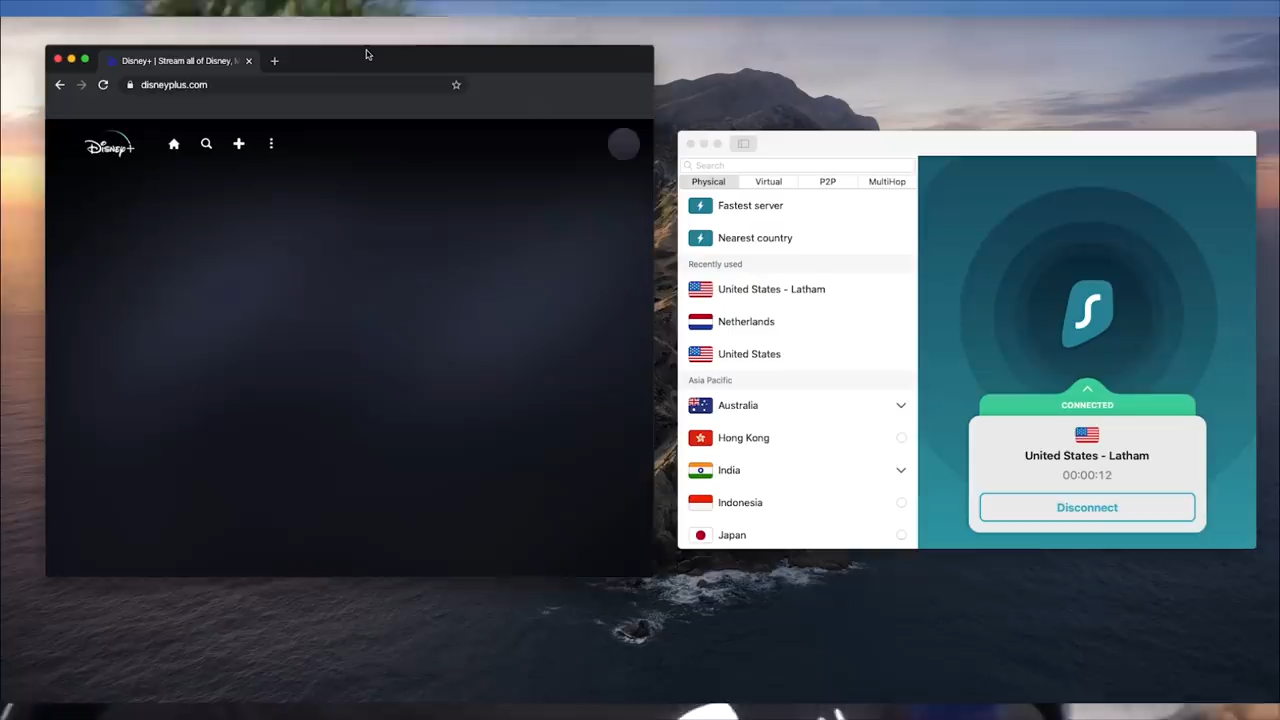 Disney+ | Stream all of Disney,
disneyplus.com
Disney+
Search
Physical
Virtual
P2P
MultiHop
Fastest server
Nearest country
Recently used
United States - Latham
Netherlands
United States
Asia Pacific
Australia
Hong Kong
India
Indonesia
Japan
CONNECTED
United States - Latham
00:00:12
Disconnect